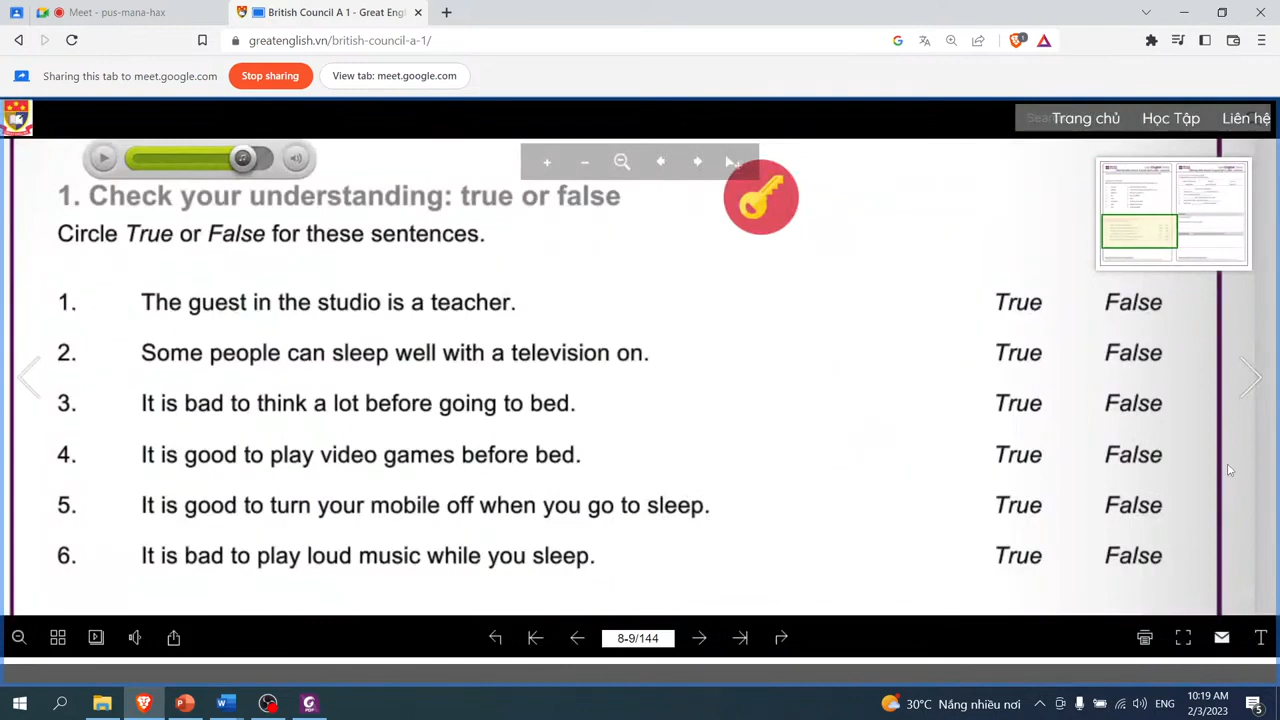 Meet - pus-mana-hax
British Council A 1 - Great Engl
greatenglish.vn/british-council-a-1/
1
Sharing this tab to meet.google.com
Stop sharing
View tab: meet.google.com
Trang chủ
Học Tập
Liên hệ
1. Check your understanding: true or false
Circle True or False for these sentences.
1. The guest in the studio is a teacher. True False
2. Some people can sleep well with a television on. True False
3. It is bad to think a lot before going to bed. True False
4. It is good to play video games before bed. True False
5. It is good to turn your mobile off when you go to sleep. True False
6. It is bad to play loud music while you sleep. True False
8-9/144
30°C Nắng nhiều nơi
ENG
10:19 AM
2/3/2023
5